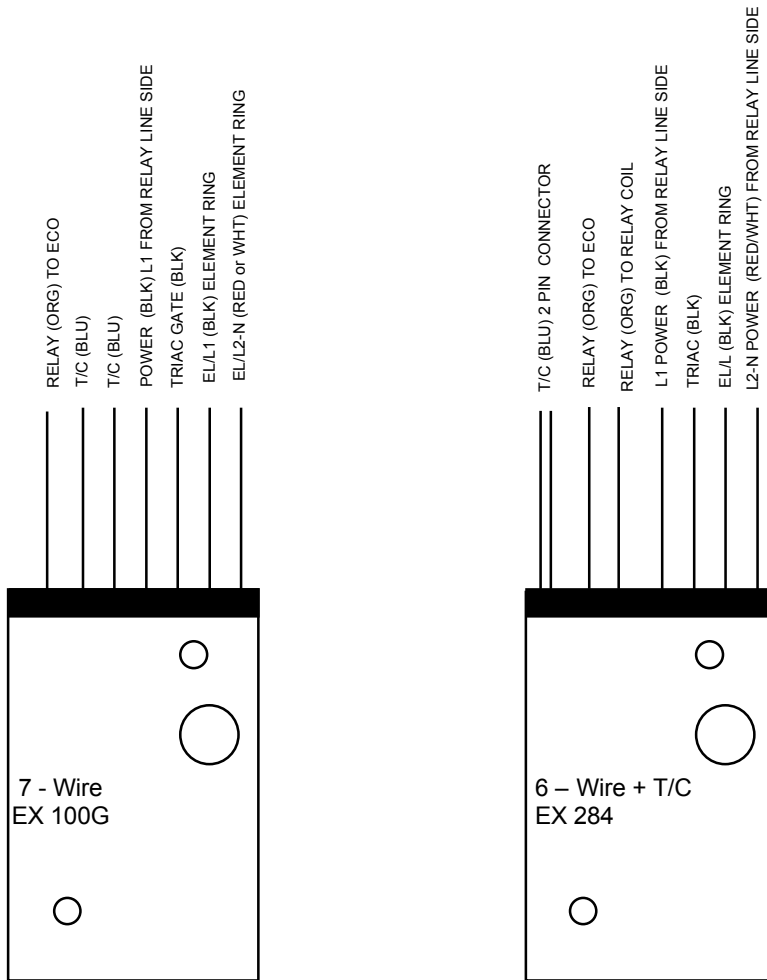 RELAY (ORG) TO ECO
T/C (BLU)
T/C (BLU)
POWER (BLK) L1 FROM RELAY LINE SIDE
TRIAC GATE (BLK)
EL/L1 (BLK) ELEMENT RING
EL/L2-N (RED or WHT) ELEMENT RING
7 - Wire
EX 100G
T/C (BLU) 2 PIN CONNECTOR
RELAY (ORG) TO ECO
RELAY (ORG) TO RELAY COIL
L1 POWER (BLK) FROM RELAY LINE SIDE
TRIAC (BLK)
EL/L (BLK) ELEMENT RING
L2-N POWER (RED/WHT) FROM RELAY LINE SIDE
6 – Wire + T/C
EX 284